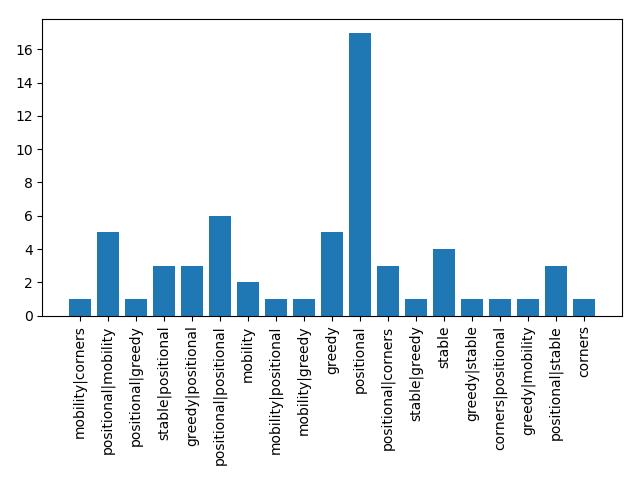 16
14
12
10
8
6
4
2
0
mobility|corners
positional|mobility
positional|greedy
stable|positional
greedy|positional
positional|positional
mobility
mobility|positional
mobility|greedy
greedy
positional
positional|corners
stable|greedy
stable
greedy|stable
corners|positional
greedy|mobility
positional|stable
corners